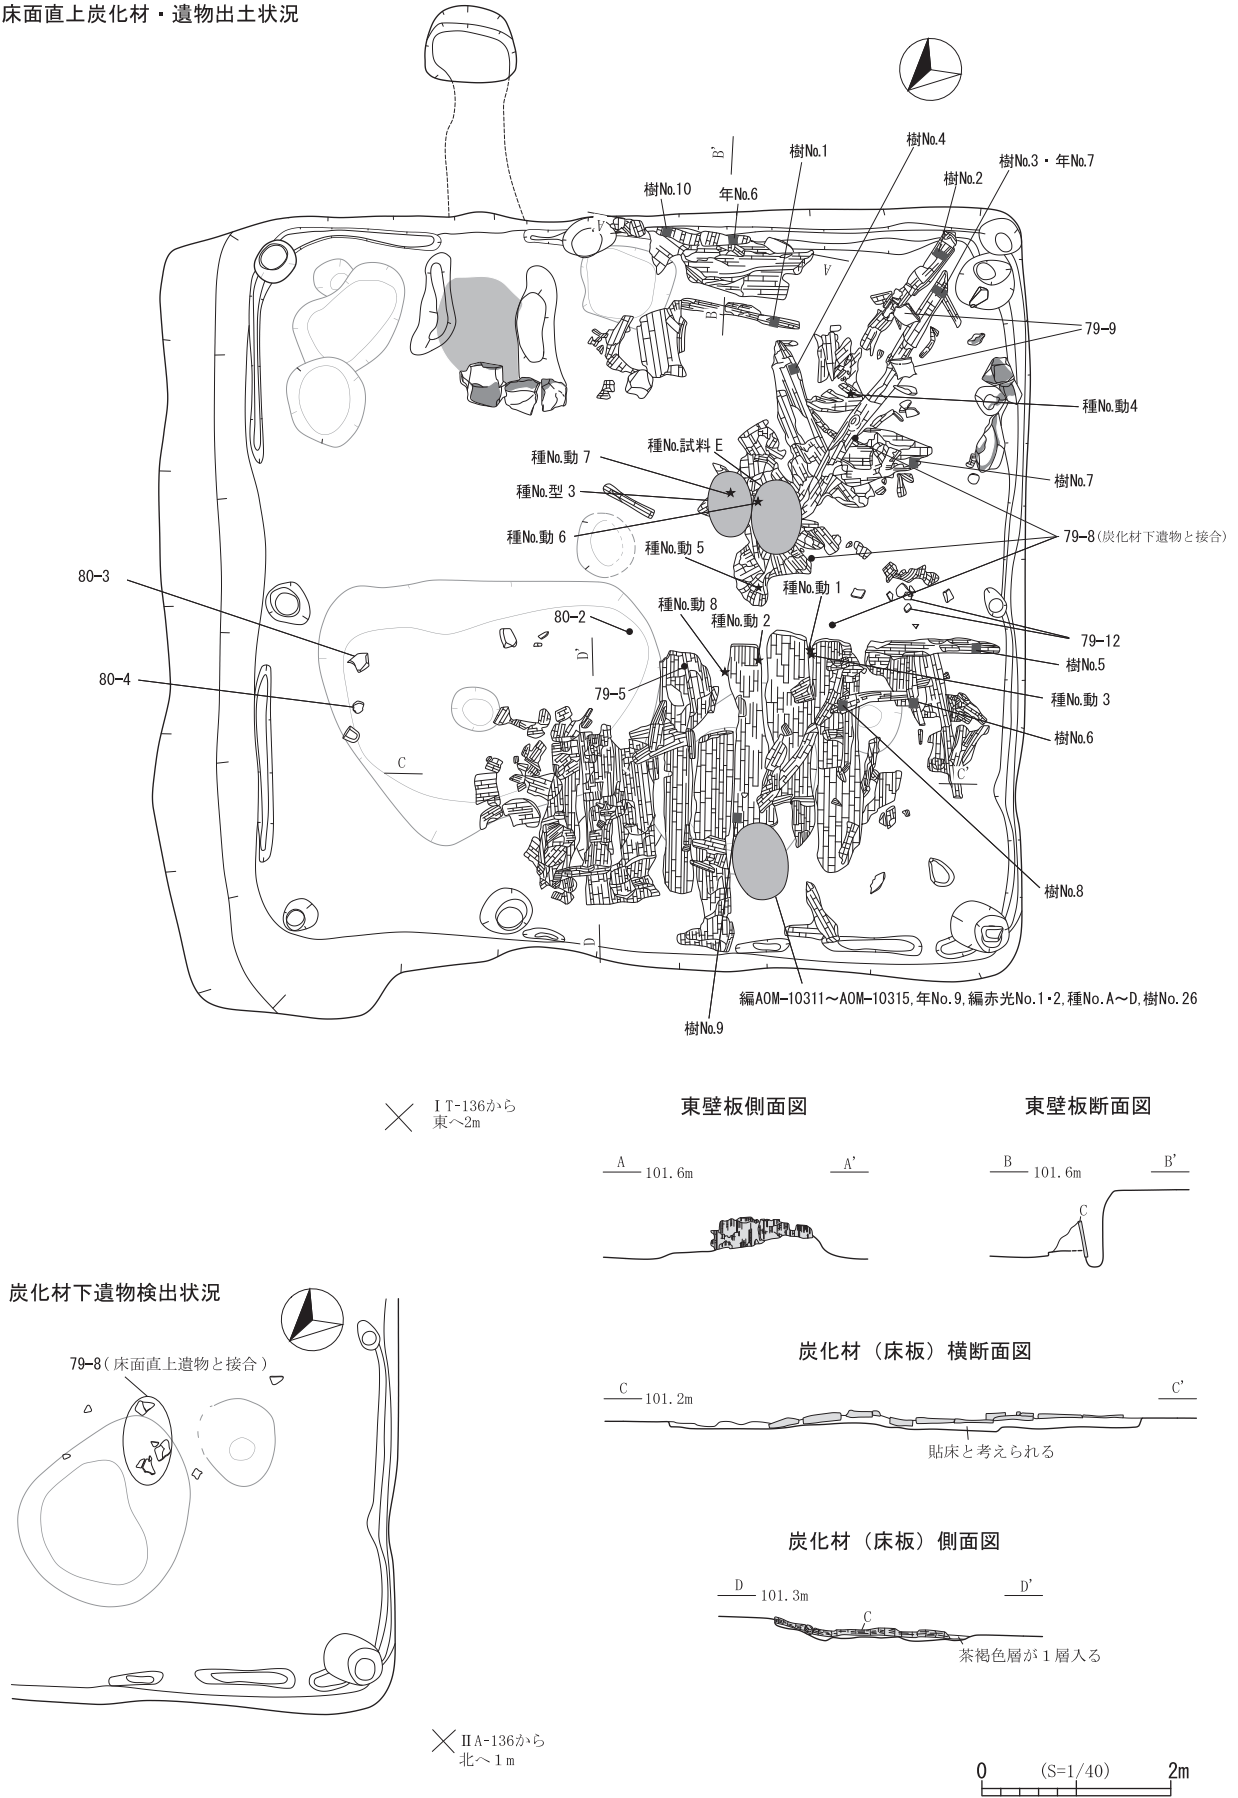 床面直上炭化材・遺物出土状況
B'
樹No.1
樹No.4
樹No.3・年No.7
樹No.2
樹No.10
年No.6
V'
V
B
79-9
種No.動4
種No.試料E
種No.動7
樹No.7
種No.型3
種No.動6
79-8(炭化材下遺物と接合)
種No.動5
種No.動1
80-3
種No.動8
80-2
種No.動2
79-12
D'
樹No.5
80-4
79-5
種No.動3
樹No.6
C
C'
樹No.8
D
編AOM-10311～AOM-10315,年No.9,編赤光No.1・2,種No.A～D,樹No.26
樹No.9
ⅠT-136から
東へ2m
東壁板側面図
東壁板断面図
A 101.6m A'
B 101.6m B'
C
炭化材下遺物検出状況
79-8(床面直上遺物と接合)
炭化材（床板）横断面図
C 101.2m C'
貼床と考えられる
炭化材（床板）側面図
D 101.3m D'
C
茶褐色層が1層入る
ⅡA-136から
北へ1m
0 (S=1/40) 2m